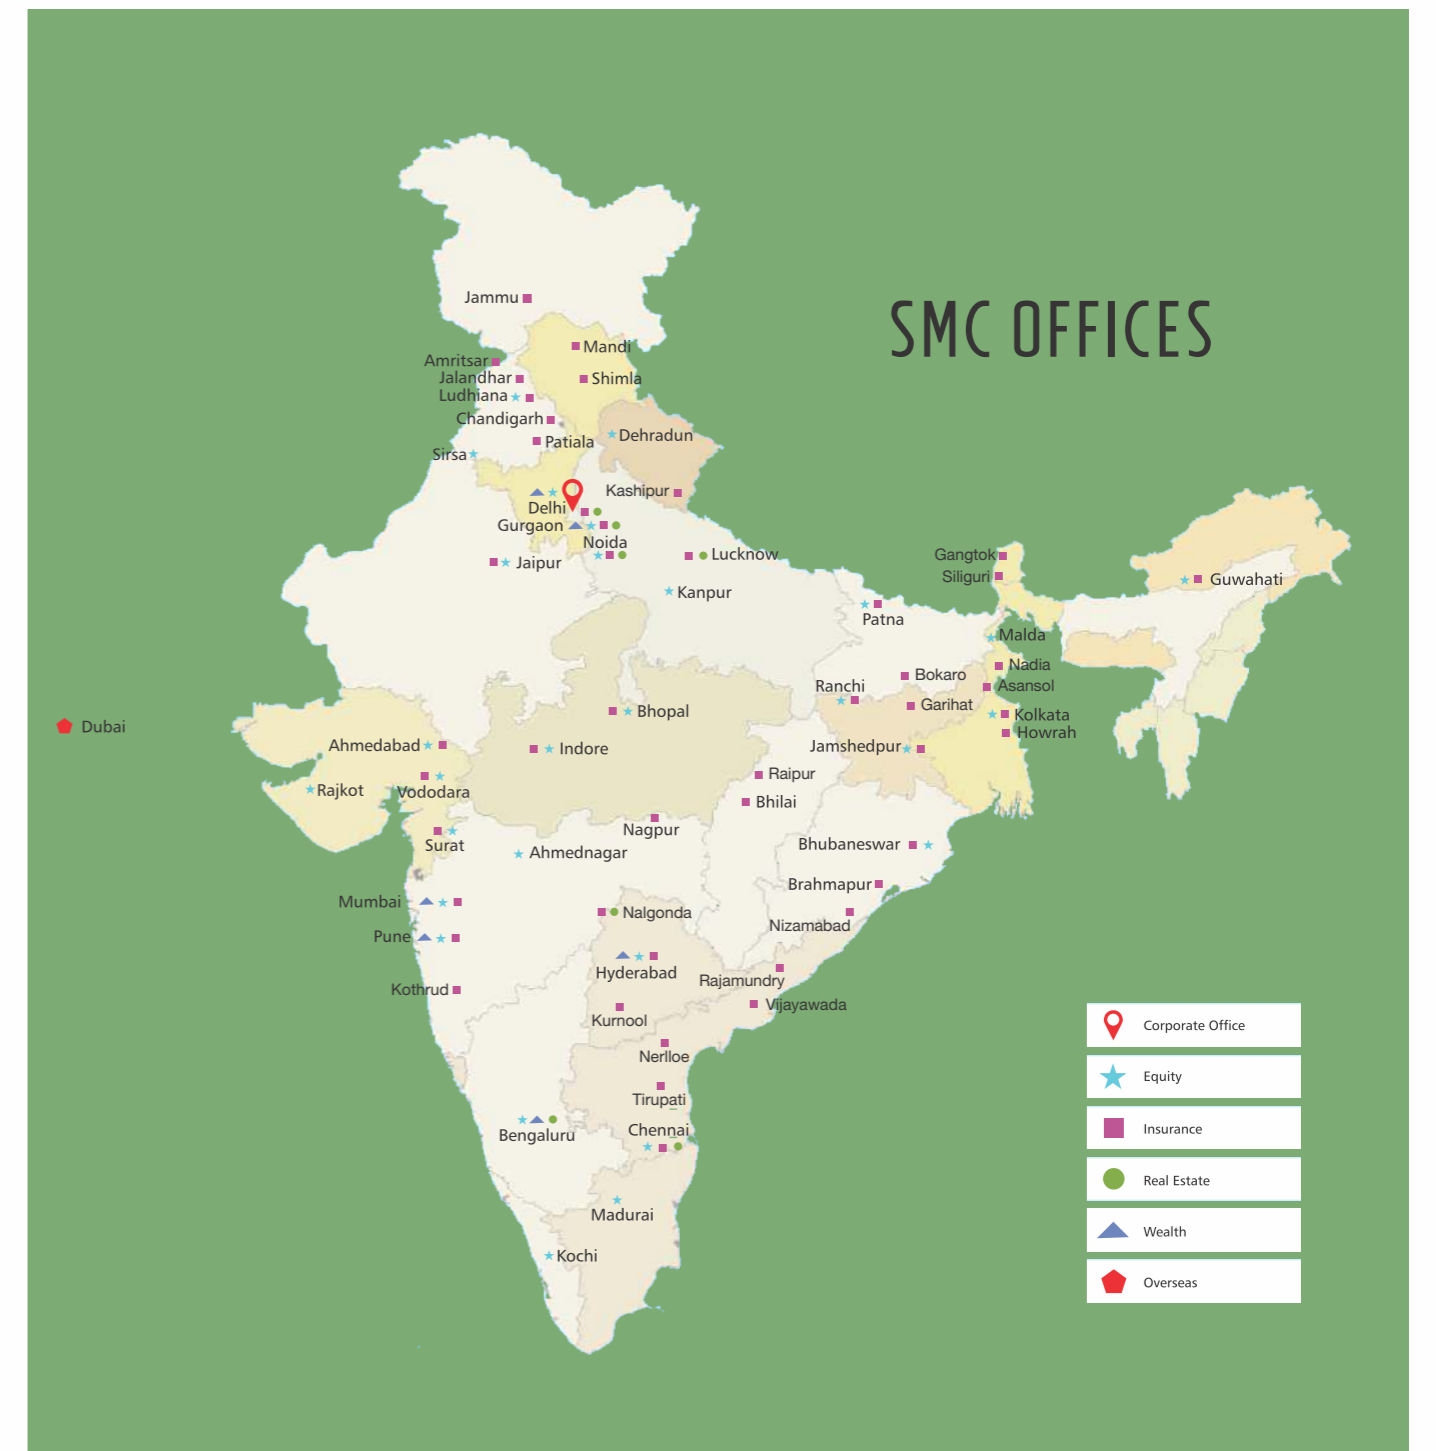 SMC OFFICES
Jammu
Mandi
Amritsar
Jalandhar
Shimla
Ludhiana
Chandigarh
Patiala
Dehradun
Sirsa
Kashipur
Delhi
Gurgaon
Noida
Lucknow
Jaipur
Kanpur
Gangtok
Siliguri
Guwahati
Patna
Malda
Nadia
Bokaro
Asansol
Ranchi
Garihat
Kolkata
Howrah
Bhopal
Dubai
Ahmedabad
Indore
Jamshedpur
Raipur
Rajkot
Vododara
Bhilai
Nagpur
Surat
Bhubaneswar
Ahmednagar
Brahmapur
Mumbai
Nalgonda
Nizamabad
Pune
Hyderabad
Rajamundry
Kothrud
Vijayawada
Kurnool
Nerlloe
Tirupati
Chennai
Bengaluru
Madurai
Kochi
Corporate Office
Equity
Insurance
Real Estate
Wealth
Overseas